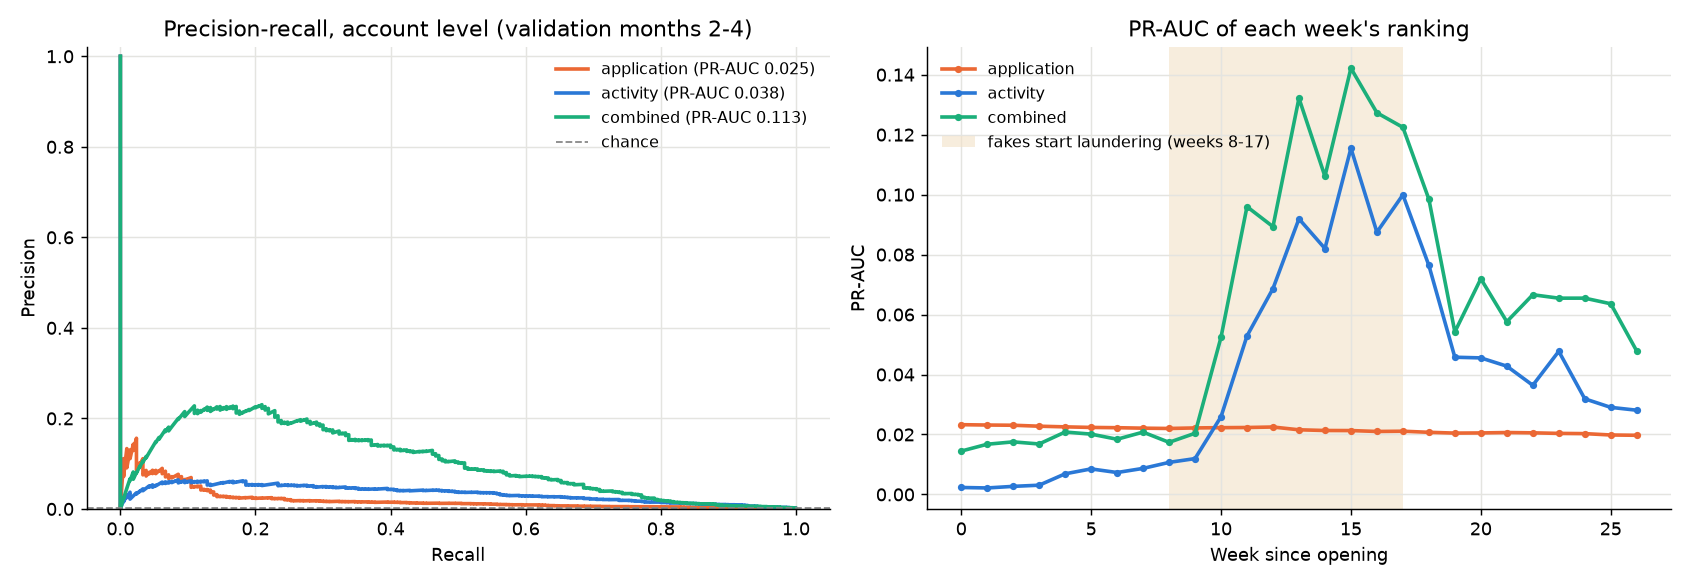 Precision-recall, account level (validation months 2-4)
1.0
0.8
0.6
0.4
0.2
0.0
Precision
application (PR-AUC 0.025)
activity (PR-AUC 0.038)
combined (PR-AUC 0.113)
chance
0.0 0.2 0.4 0.6 0.8 1.0
Recall
PR-AUC of each week's ranking
0.14
0.12
0.10
0.08
0.06
0.04
0.02
0.00
PR-AUC
application
activity
combined
fakes start laundering (weeks 8-17)
0 5 10 15 20 25
Week since opening